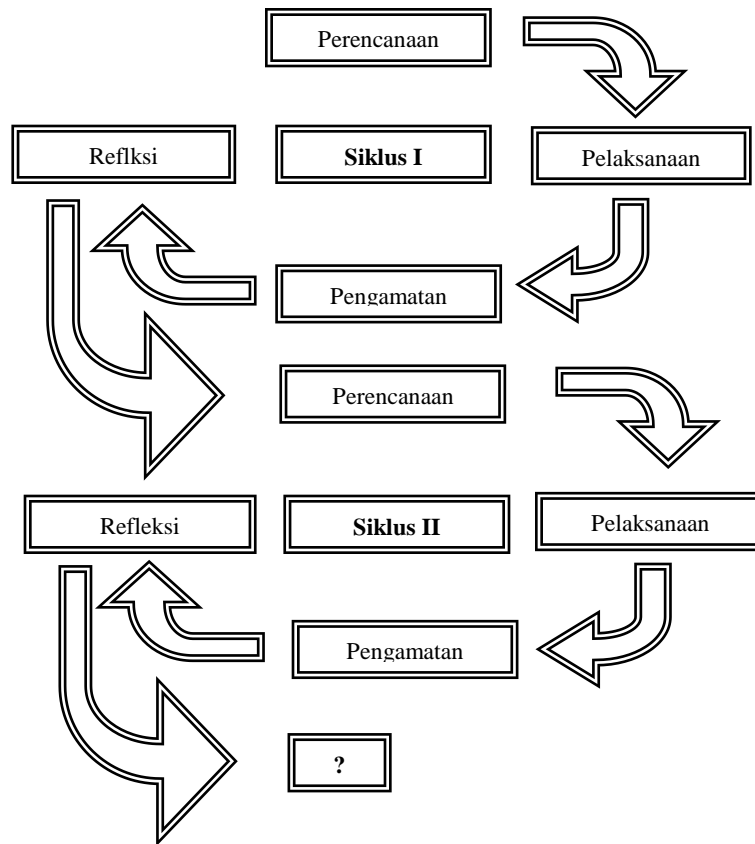 Perencanaan
Reflksi
Siklus I
Pelaksanaan
Pengamatan
Perencanaan
Refleksi
Siklus II
Pelaksanaan
Pengamatan
?